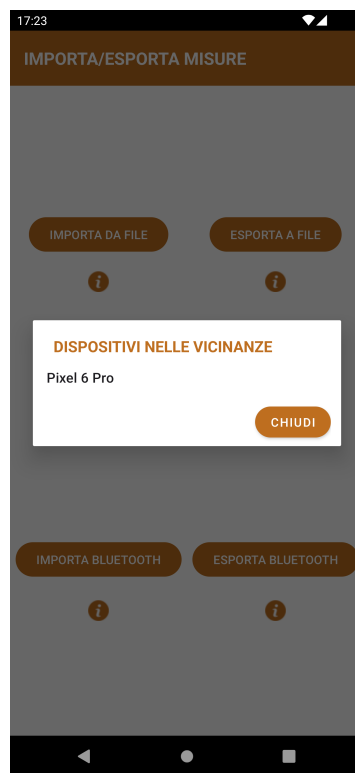 17:23
IMPORTA/ESPORTA MISURE
IMPORTA DA FILE
ESPORTA A FILE
i
i
DISPOSITIVI NELLE VICINANZE
Pixel 6 Pro
CHIUDI
IMPORTA BLUETOOTH
ESPORTA BLUETOOTH
i
i